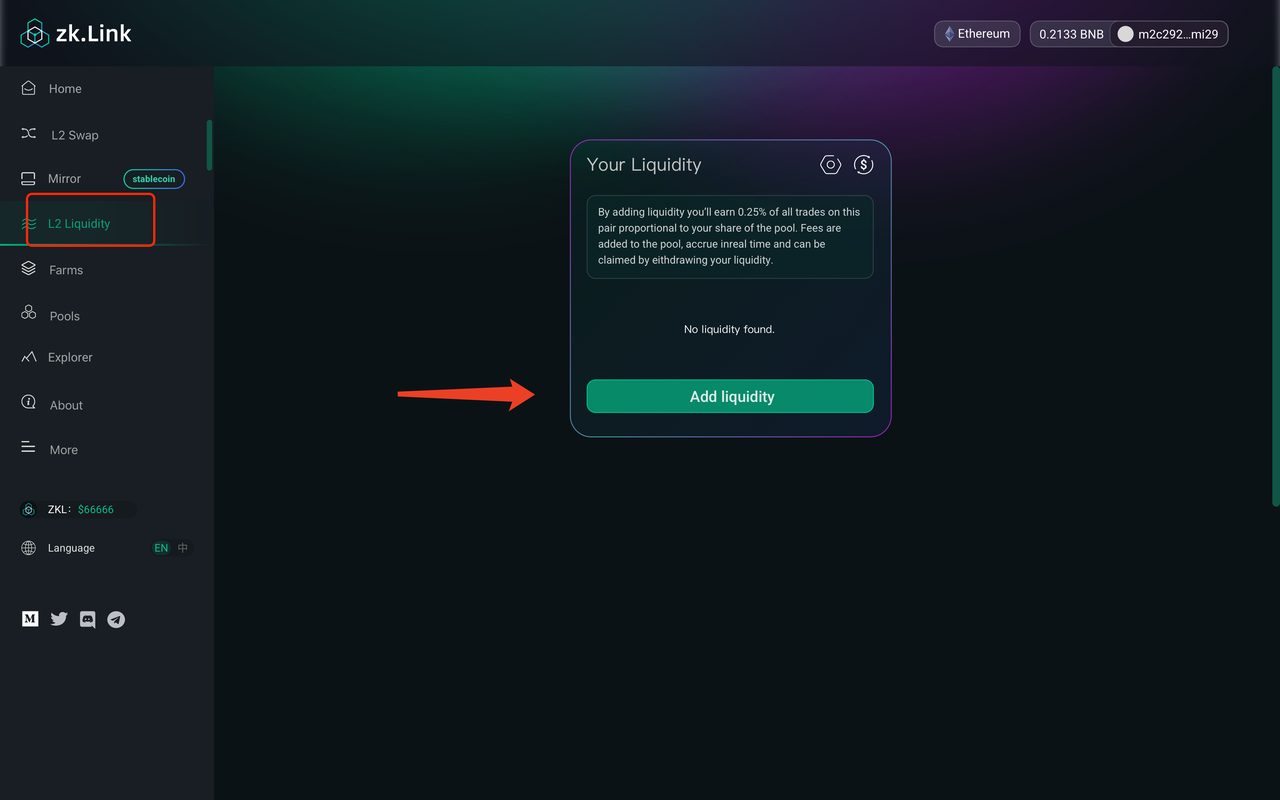 zk.Link
Ethereum
0.2133 BNB
m2c292...mi29
Home
L2 Swap
Mirror
stablecoin
L2 Liquidity
Farms
Pools
Explorer
About
More
ZKL: $66666
Language
EN 中
M
Your Liquidity
By adding liquidity you'll earn 0.25% of all trades on this
pair proportional to your share of the pool. Fees are
added to the pool, accrue inreal time and can be
claimed by eithdrawing your liquidity.
No liquidity found.
Add liquidity